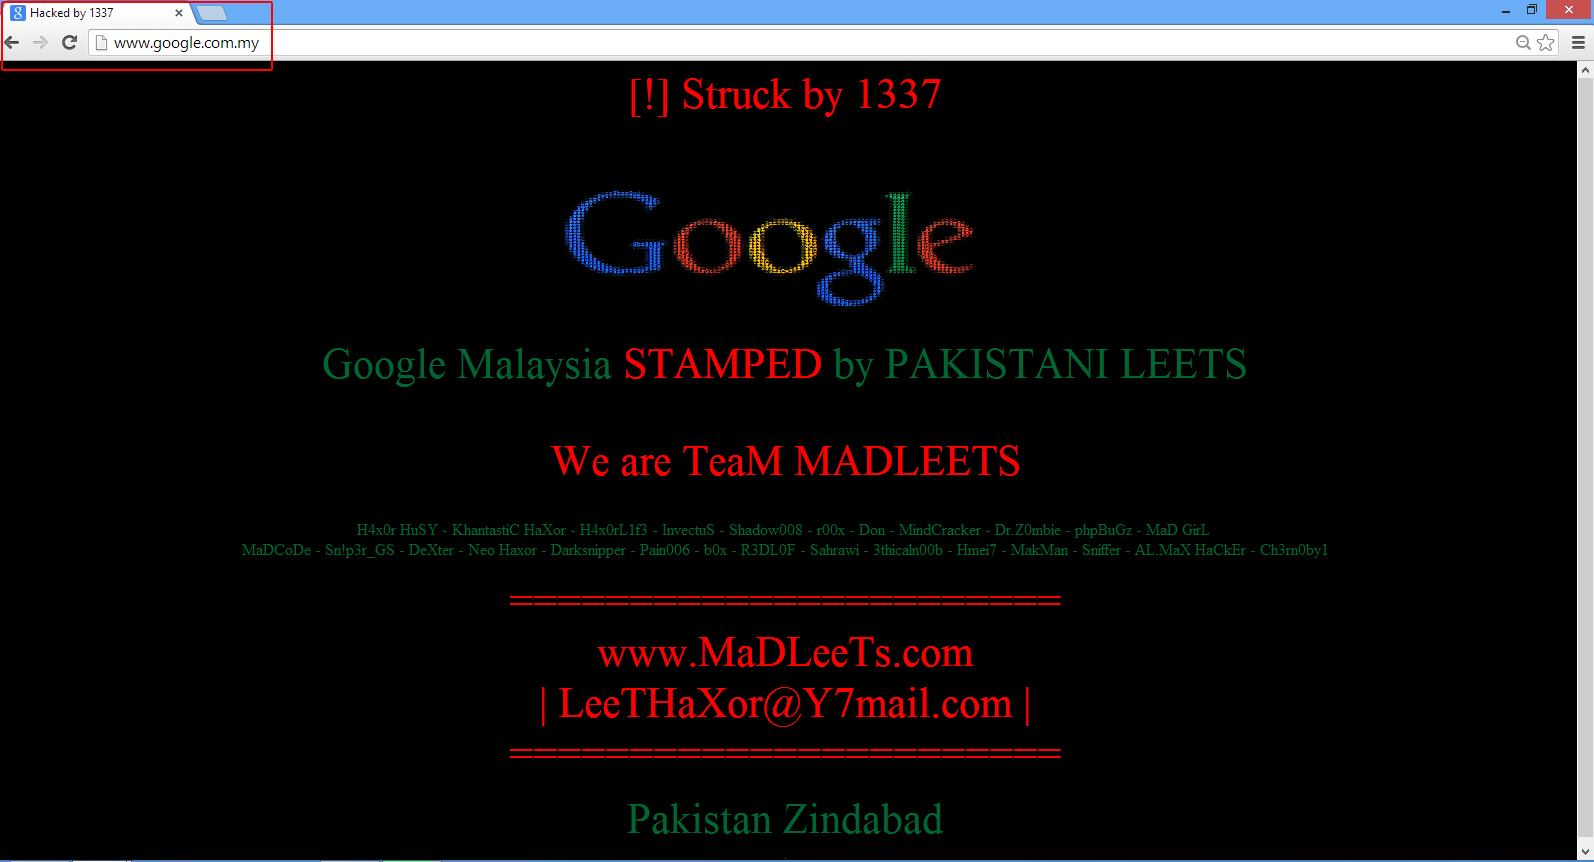 Hacked by 1337
www.google.com.my
[!] Struck by 1337
Google
Google Malaysia STAMPED by PAKISTANI LEETS
We are TeaM MADLEETS
H4x0r HuSY - KhantastiC HaXor - H4x0rL1f3 - InvectuS - Shadow008 - r00x - Don - MindCracker - Dr.Z0mbie - phpBuGz - MaD GirL
MaDCoDe - Sn!p3r_GS - DeXter - Neo Haxor - Darksnipper - Pain006 - b0x - R3DL0F - Sahrawi - 3thicaln00b - Hmei7 - MakMan - Sniffer - AL.MaX HaCkEr - Ch3rn0by1
=======================
www.MaDLeeTs.com
| LeeTHaXor@Y7mail.com |
=======================
Pakistan Zindabad